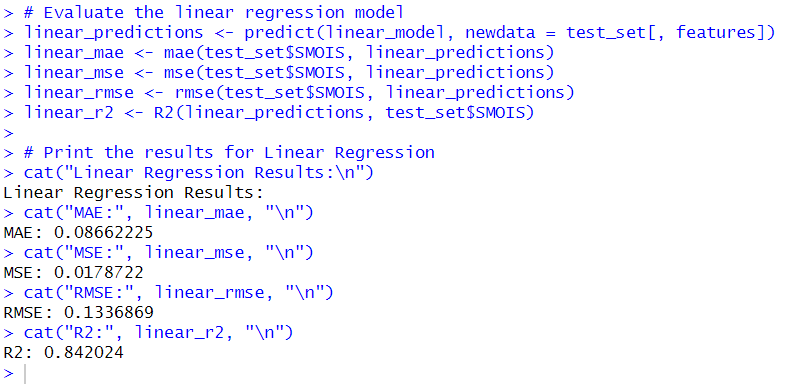 > # Evaluate the linear regression model
> linear_predictions <- predict(linear_model, newdata = test_set[, features])
> linear_mae <- mae(test_set$SMOIS, linear_predictions)
> linear_mse <- mse(test_set$SMOIS, linear_predictions)
> linear_rmse <- rmse(test_set$SMOIS, linear_predictions)
> linear_r2 <- R2(linear_predictions, test_set$SMOIS)
>
> # Print the results for Linear Regression
> cat("Linear Regression Results:\n")
Linear Regression Results:
> cat("MAE:", linear_mae, "\n")
MAE: 0.08662225
> cat("MSE:", linear_mse, "\n")
MSE: 0.0178722
> cat("RMSE:", linear_rmse, "\n")
RMSE: 0.1336869
> cat("R2:", linear_r2, "\n")
R2: 0.842024
>